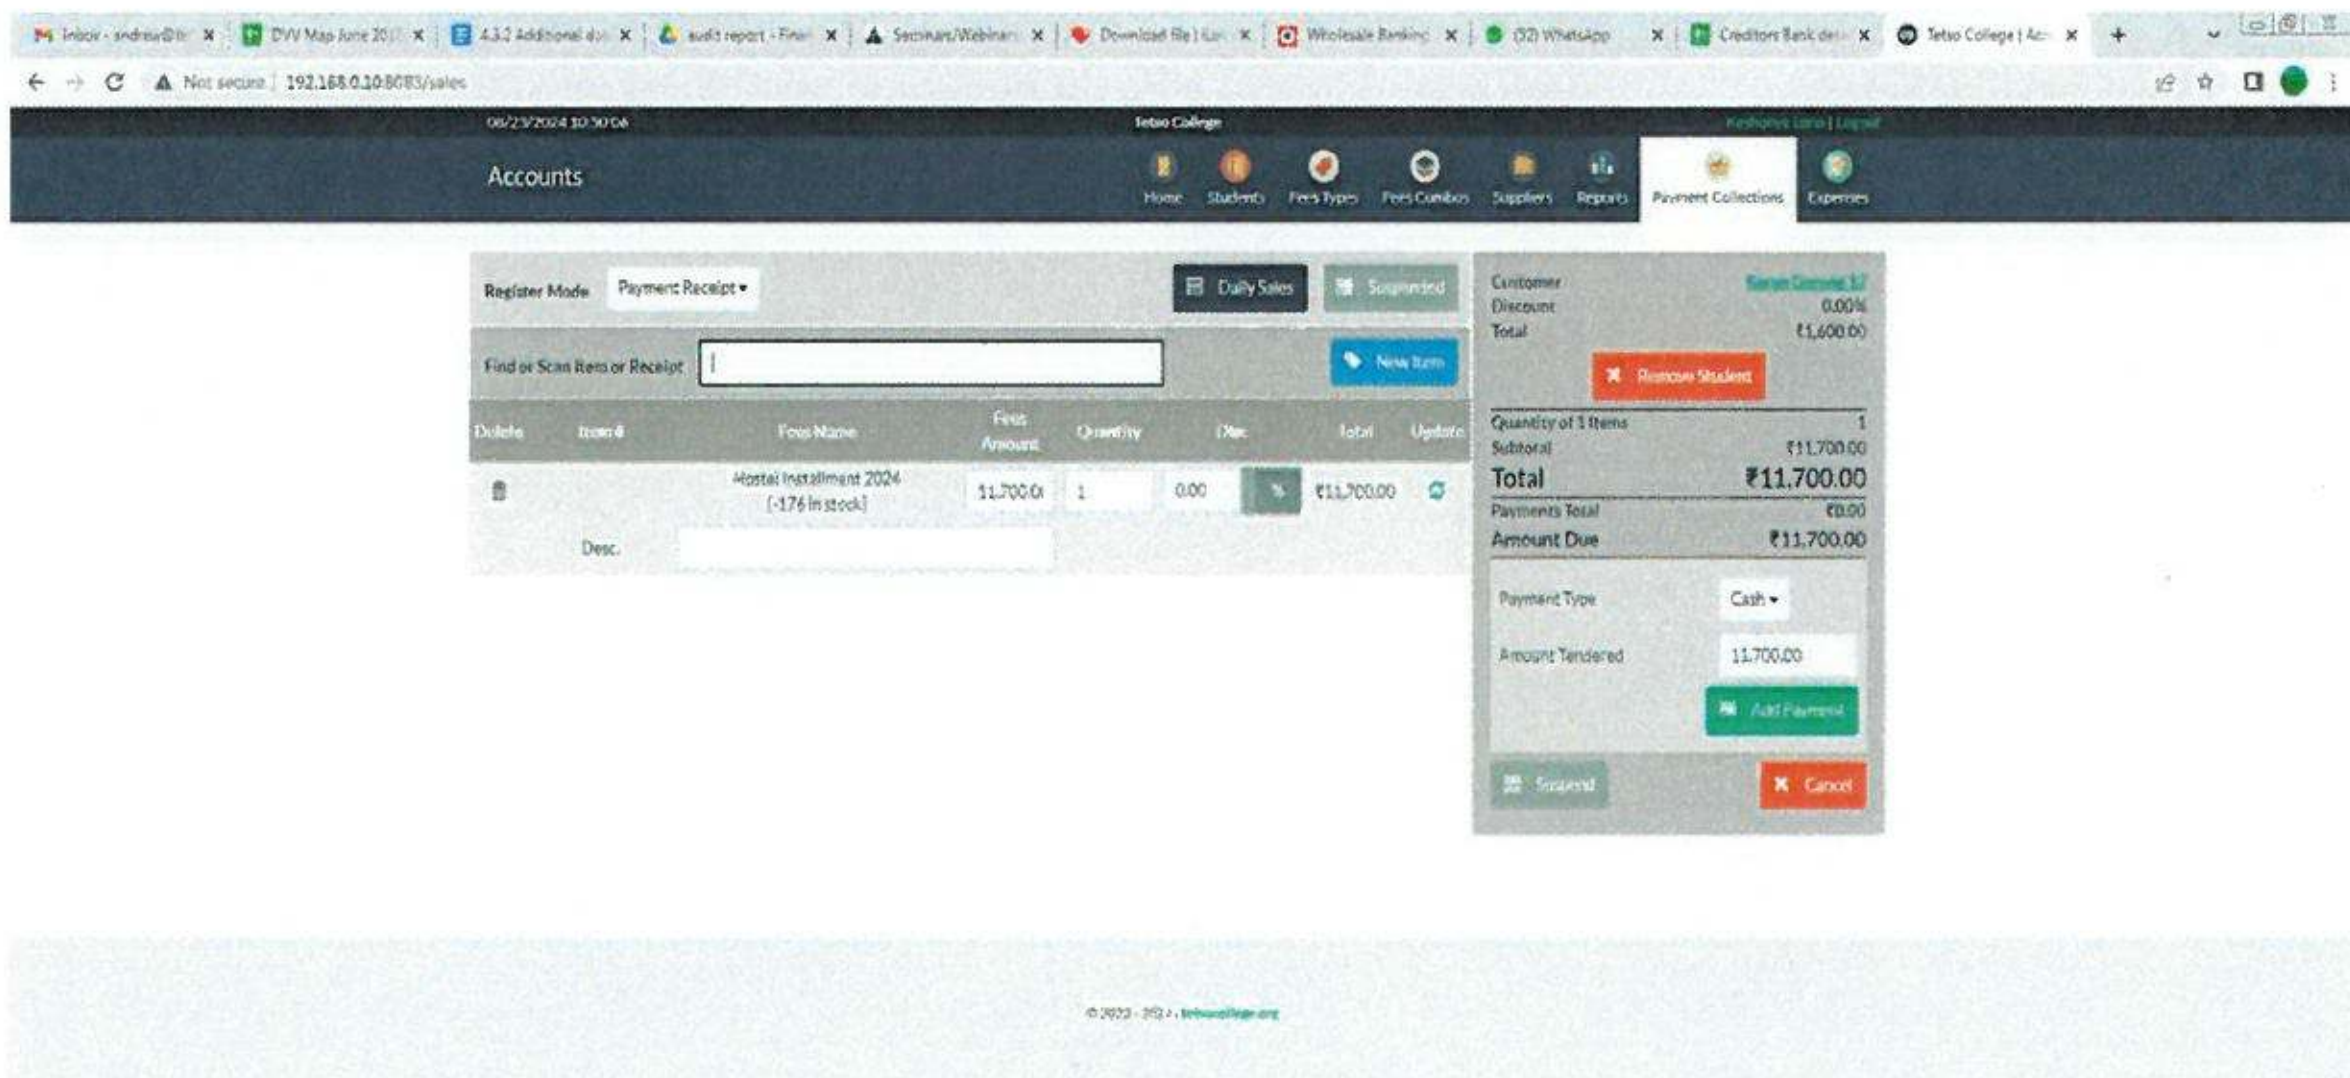 DVV Map June 201
4.3.2 Additional
audit report - Finan
Seminars/Webinars
Download file |
Wholesale Banking
(32) WhatsApp
Creditors Bank
Tetso College |
Not secure | 192.168.0.10:8083/sales
Tetso College
Logout
Accounts
Home Students Fees Types Fees Combos Suppliers Reports Payment Collections Expenses
Register Mode Payment Receipt Daily Sales Suspended
Find or Scan Item or Receipt New Item
Delete Item # Fees Name Fees Amount Quantity Disc Total Update
Hostel Installment 2024 [-176 in stock] 11,700.0 1 0.00 % ₹11,700.00
Desc.
Customer
Discount 0.00%
Total ₹1,600.00
Remove Student
Quantity of 1 Items 1
Subtotal ₹11,700.00
Total ₹11,700.00
Payments Total ₹0.00
Amount Due ₹11,700.00
Payment Type Cash
Amount Tendered 11,700.00
Add Payment
Suspend Cancel
tetsocollege.org